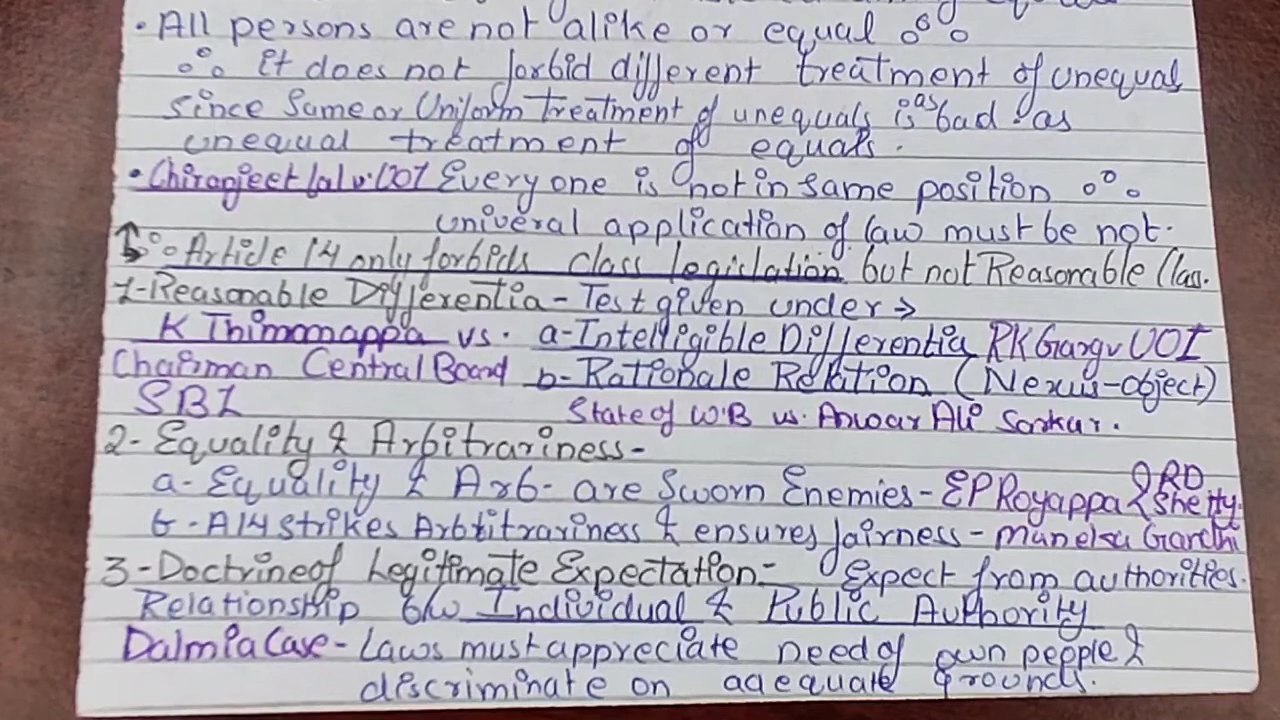 • All persons are not alike or equal ∴
∴ it does not forbid different treatment of unequal
since Same or Uniform treatment of unequals is as bad as
unequal treatment of equals.
• Chiranjeet lal v. UOI Every one is not in same position ∴
univeral application of law must be not.
∴ Article 14 only forbids class legislation but not Reasonable Class.
1- Reasonable Differentia - Test given under →
K Thimmappa vs. a- Intelligible Differentia RK Garg v UOI
Chairman Central Board b- Rationale Relation (Nexus-object)
SBI State of W.B vs. Anwar Ali Sarkar.
2- Equality & Arbitrariness-
a- Equality & Arb- are Sworn Enemies - EP Royappa & RD Shetty.
b- A14 Strikes Arbitrariness & ensures fairness - Maneka Gandhi
3- Doctrine of Legitimate Expectation- Expect from authorities.
Relationship b/w Individual & Public Authority
Dalmia Case - Laws must appreciate need of own people &
discriminate on adequate grounds.